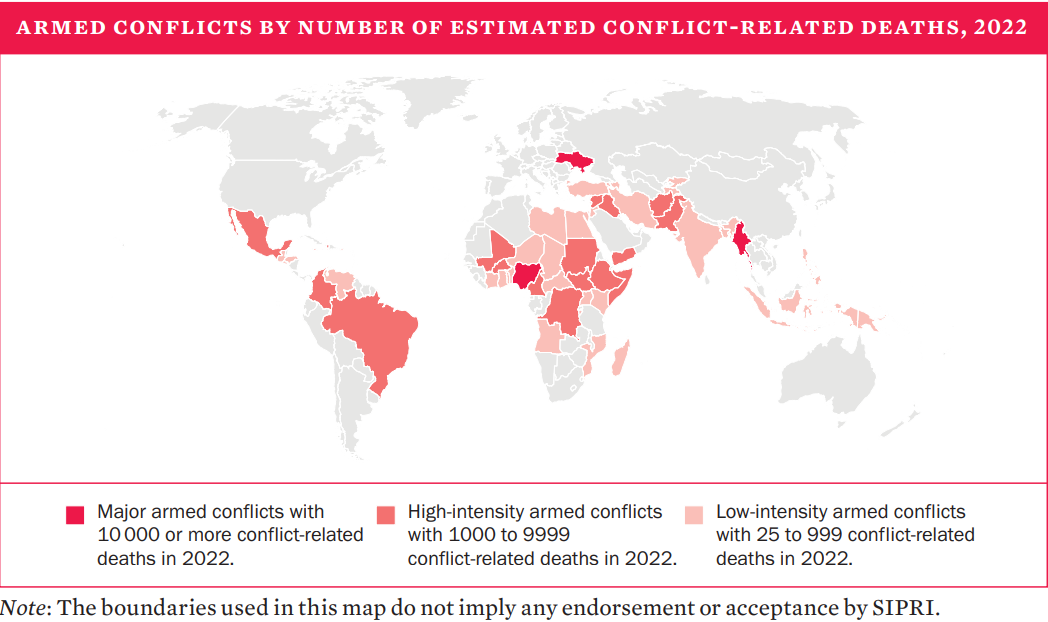 ARMED CONFLICTS BY NUMBER OF ESTIMATED CONFLICT-RELATED DEATHS, 2022
Major armed conflicts with
10 000 or more conflict-related
deaths in 2022.
High-intensity armed conflicts
with 1000 to 9999
conflict-related deaths in 2022.
Low-intensity armed conflicts
with 25 to 999 conflict-related
deaths in 2022.
Note: The boundaries used in this map do not imply any endorsement or acceptance by SIPRI.